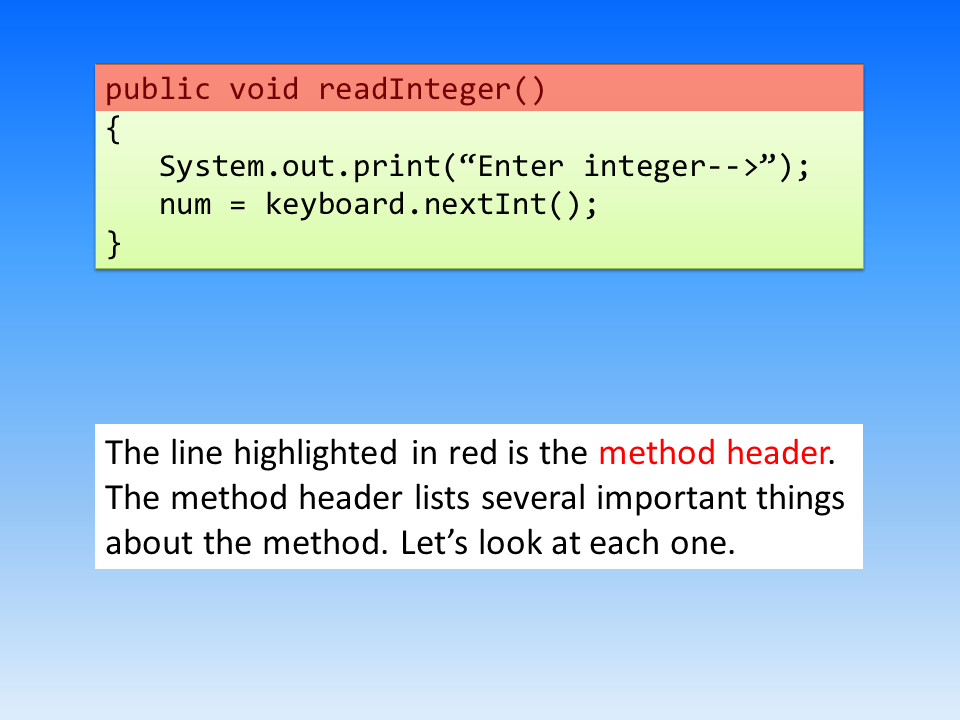 public void readInteger()
{
   System.out.print(“Enter integer-->”);
   num = keyboard.nextInt();
}
The line highlighted in red is the method header.
The method header lists several important things
about the method. Let’s look at each one.